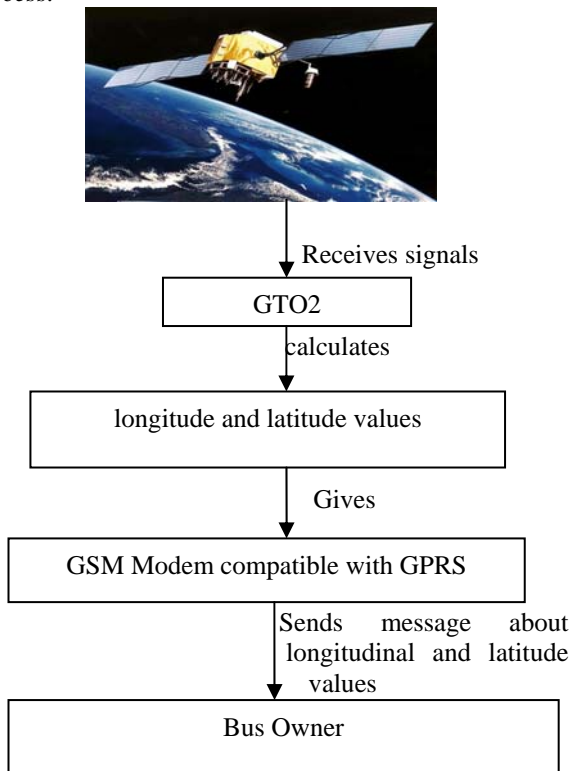 Receives signals
GTO2
calculates
longitude and latitude values
Gives
GSM Modem compatible with GPRS
Sends message about
longitudinal and latitude
values
Bus Owner